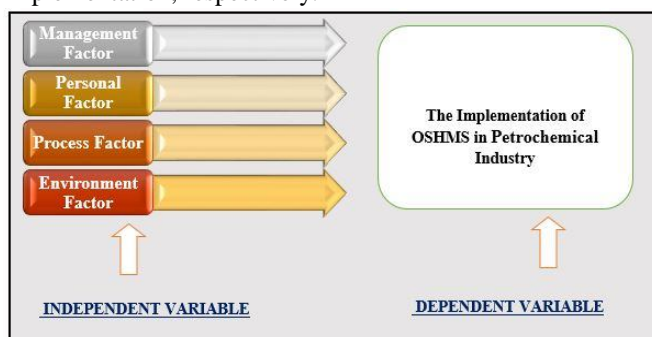 Management
Factor
Personal
Factor
Process Factor
Environment
Factor
The Implementation of
OSHMS in Petrochemical
Industry
INDEPENDENT VARIABLE
DEPENDENT VARIABLE